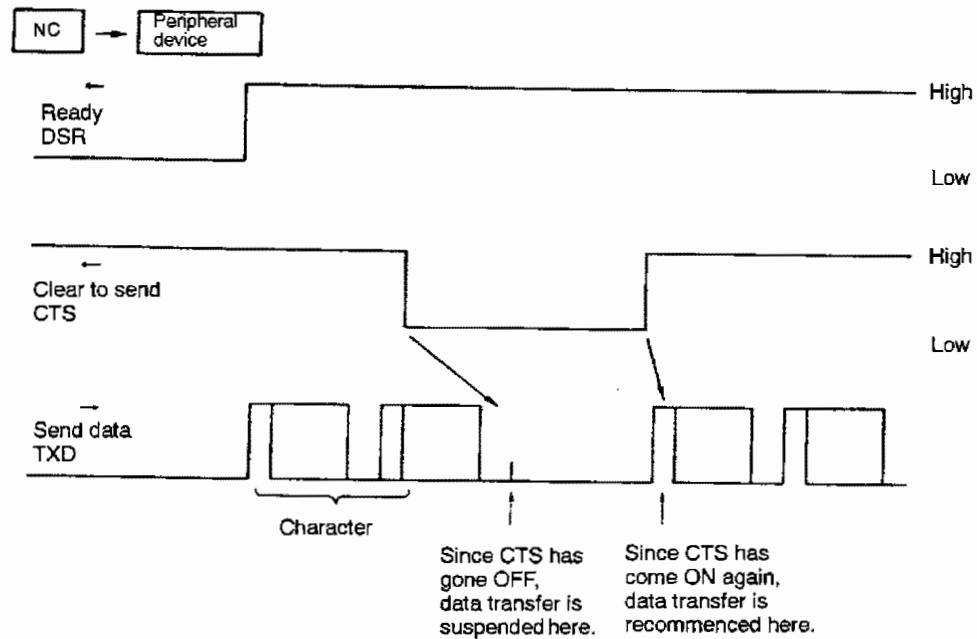 NC
Peripheral
device
Ready
DSR
High
Low
Clear to send
CTS
High
Low
Send data
TXD
Character
Since CTS has
gone OFF,
data transfer is
suspended here.
Since CTS has
come ON again,
data transfer is
recommenced here.